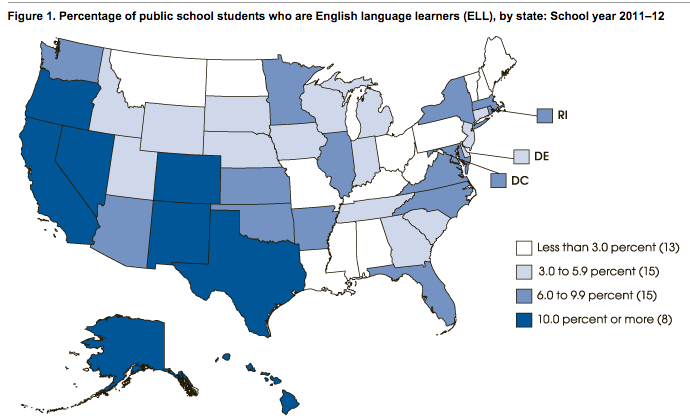 Figure 1. Percentage of public school students who are English language learners (ELL), by state: School year 2011–12
RI
DE
DC
Less than 3.0 percent (13)
3.0 to 5.9 percent (15)
6.0 to 9.9 percent (15)
10.0 percent or more (8)